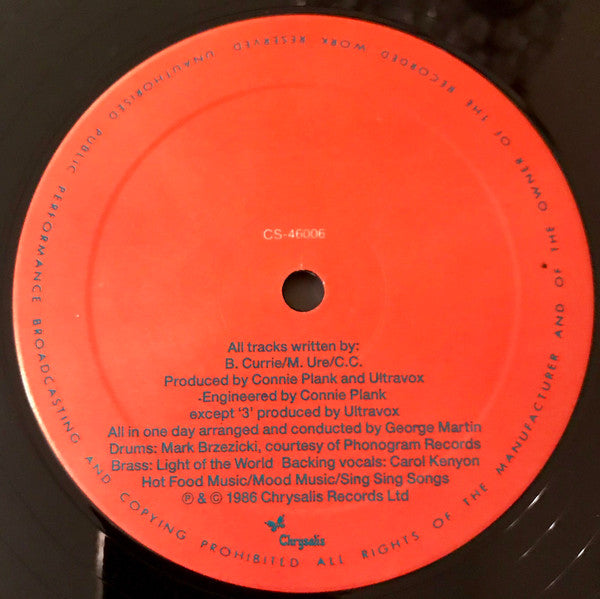 CS-46006
All tracks written by:
B. Currie/M. Ure/C.C.
Produced by Connie Plank and Ultravox
Engineered by Connie Plank
except ‘3’ produced by Ultravox
All in one day arranged and conducted by George Martin
Drums: Mark Brzezicki, courtesy of Phonogram Records
Brass: Light of the World Backing vocals: Carol Kenyon
Hot Food Music/Mood Music/Sing Sing Songs
℗ & © 1986 Chrysalis Records Ltd
Chrysalis
ALL RIGHTS OF THE MANUFACTURER AND OF THE OWNER OF THE RECORDED WORK RESERVED UNAUTHORISED PUBLIC PERFORMANCE BROADCASTING AND COPYING PROHIBITED